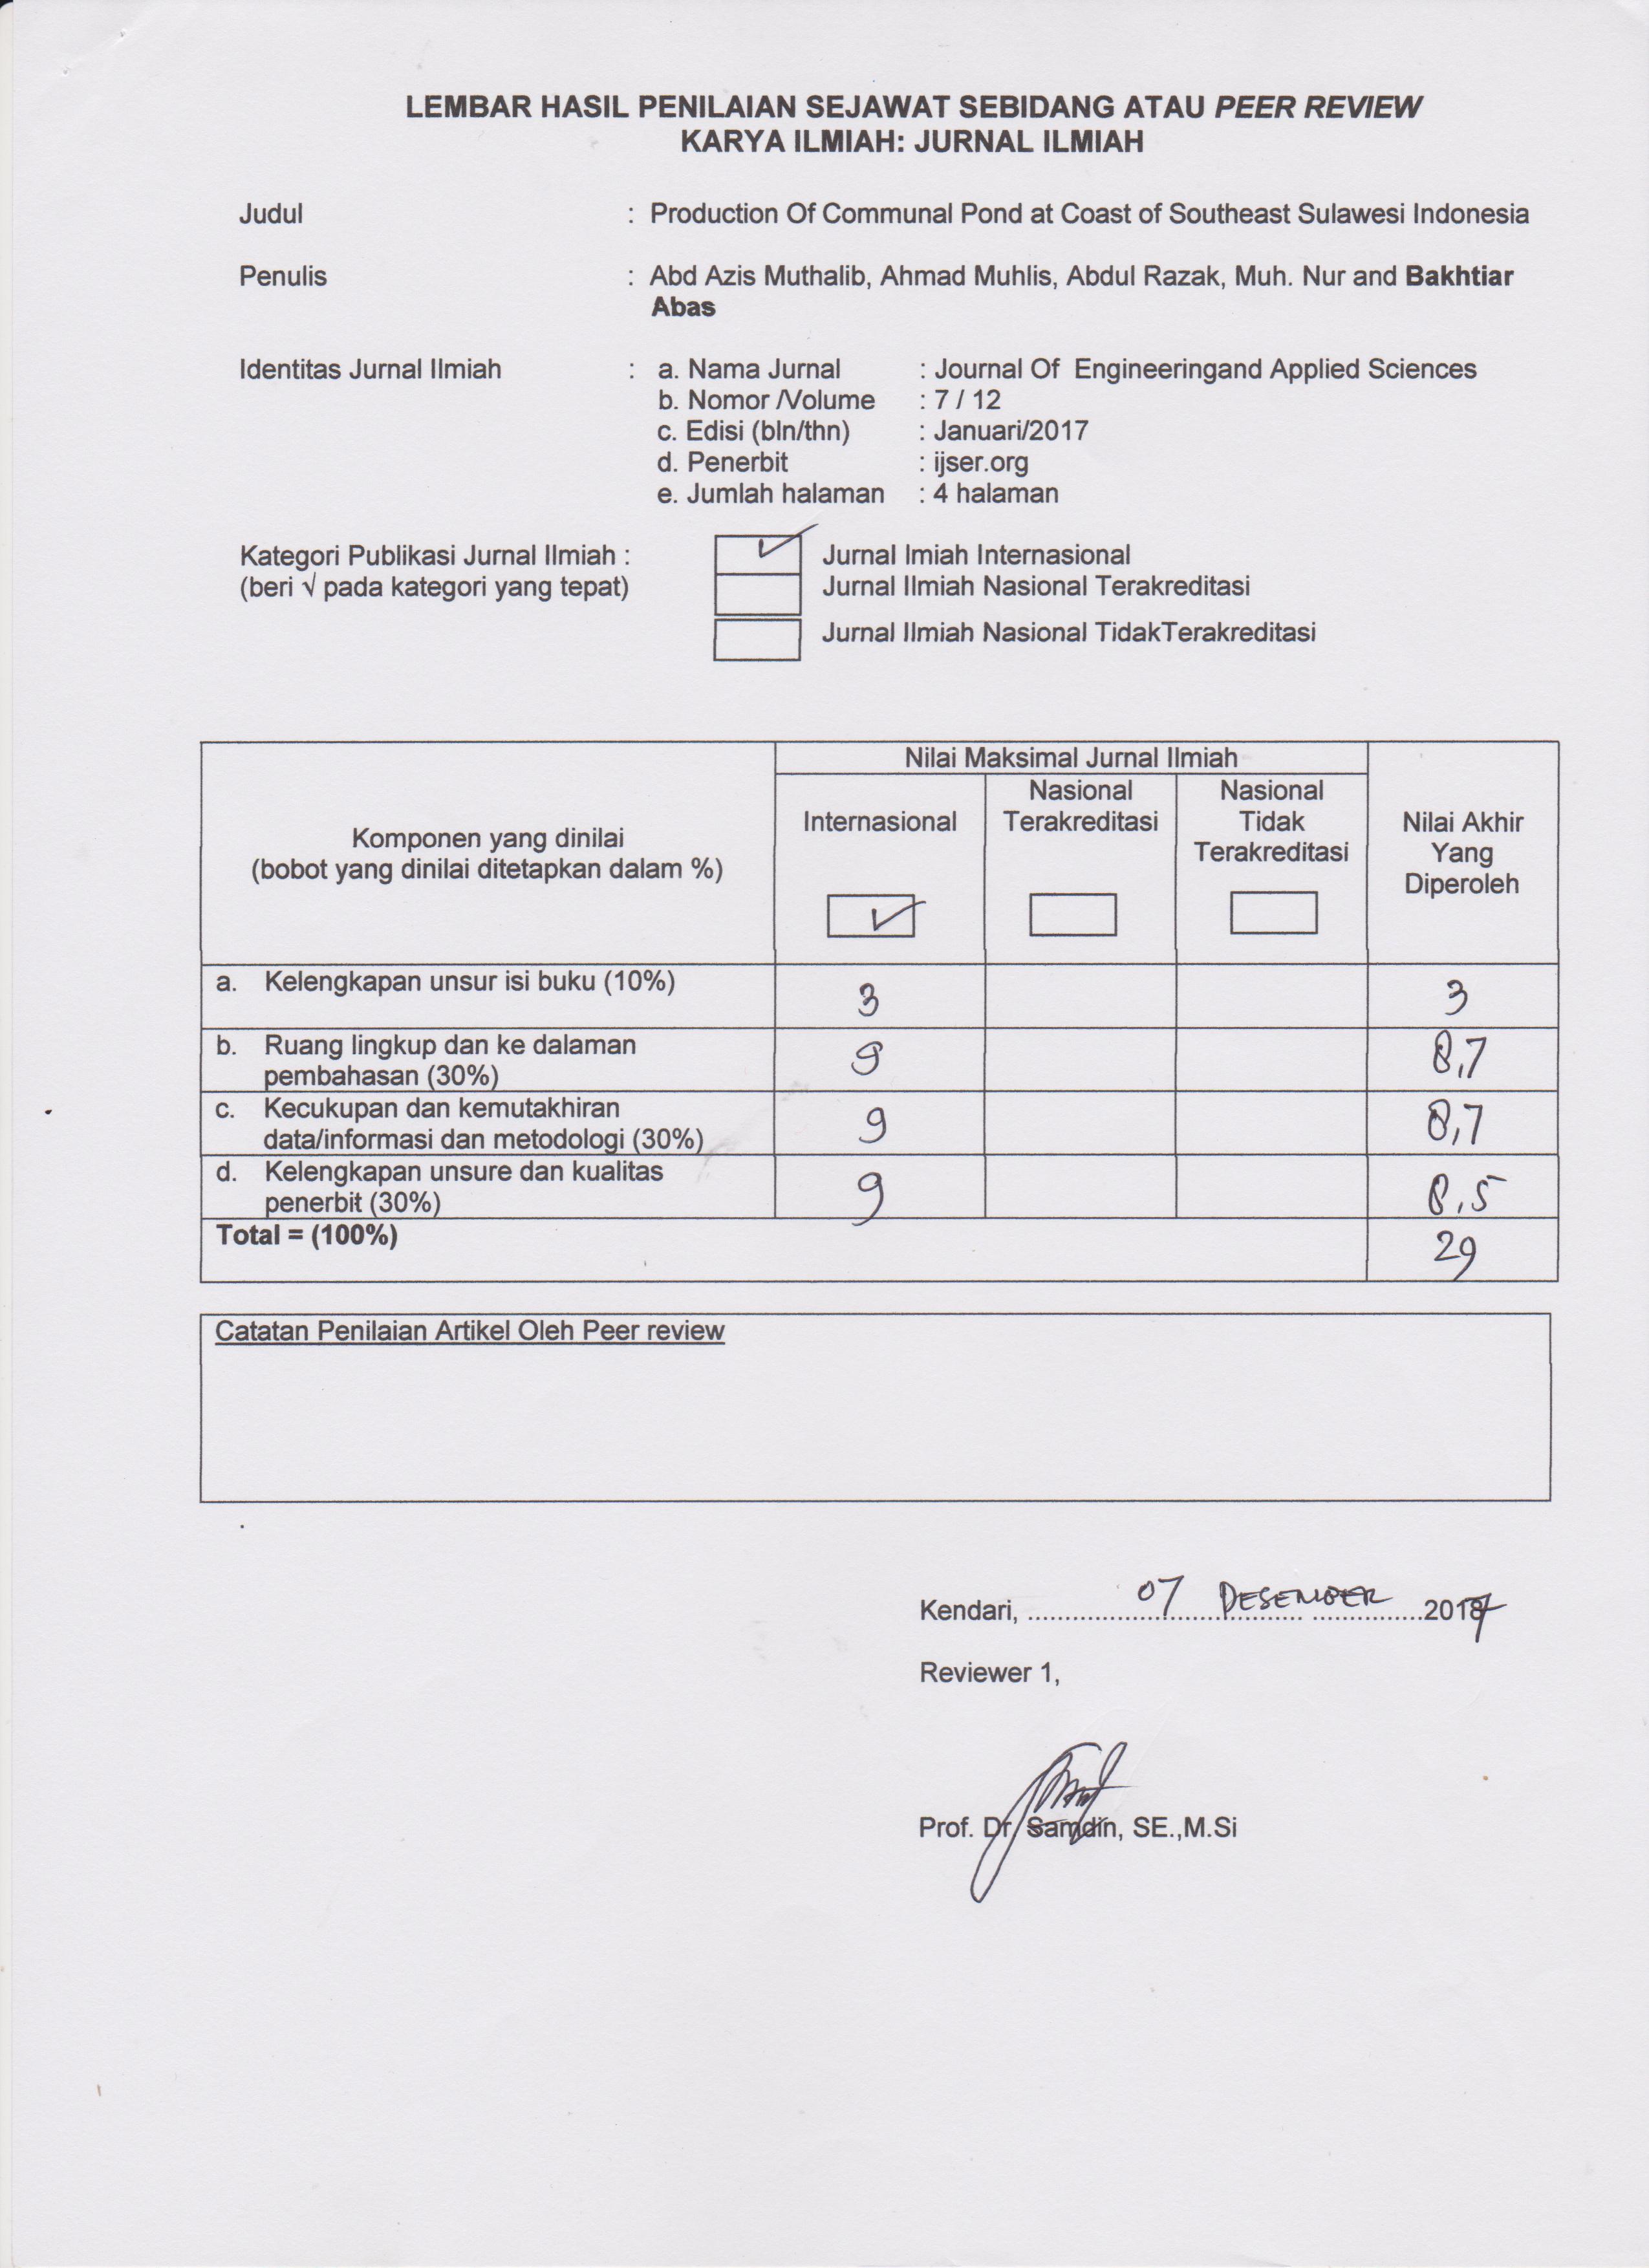 LEMBAR HASIL PENILAIAN SEJAWAT SEBIDANG ATAU PEER REVIEW
KARYA ILMIAH: JURNAL ILMIAH
Judul : Production Of Communal Pond at Coast of Southeast Sulawesi Indonesia
Penulis : Abd Azis Muthalib, Ahmad Muhlis, Abdul Razak, Muh. Nur and Bakhtiar
Abas
Identitas Jurnal Ilmiah : a. Nama Jurnal : Journal Of Engineeringand Applied Sciences
b. Nomor /Volume : 7 / 12
c. Edisi (bln/thn) : Januari/2017
d. Penerbit : ijser.org
e. Jumlah halaman : 4 halaman
Kategori Publikasi Jurnal Ilmiah : ✓ Jurnal Imiah Internasional
(beri √ pada kategori yang tepat) Jurnal Ilmiah Nasional Terakreditasi
Jurnal Ilmiah Nasional TidakTerakreditasi
Komponen yang dinilai
(bobot yang dinilai ditetapkan dalam %)
Nilai Maksimal Jurnal Ilmiah
Internasional
✓
Nasional
Terakreditasi
Nasional
Tidak
Terakreditasi
Nilai Akhir
Yang
Diperoleh
a. Kelengkapan unsur isi buku (10%) 3 3
b. Ruang lingkup dan ke dalaman
pembahasan (30%) 9 8,7
c. Kecukupan dan kemutakhiran
data/informasi dan metodologi (30%) 9 8,7
d. Kelengkapan unsure dan kualitas
penerbit (30%) 9 8,5
Total = (100%) 29
Catatan Penilaian Artikel Oleh Peer review
Kendari, ..... 07 DESEMBER .....2017
Reviewer 1,
Prof. Dr. Samdin, SE.,M.Si